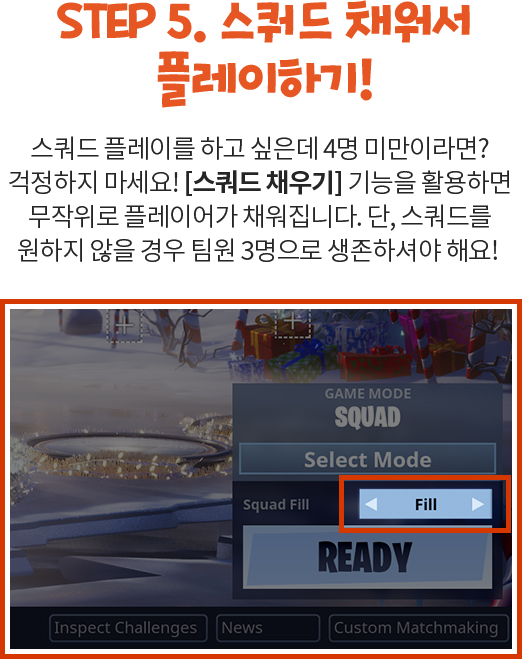 STEP 5. 스쿼드 채워서
플레이하기!
스쿼드 플레이를 하고 싶은데 4명 미만이라면?
걱정하지 마세요! [스쿼드 채우기] 기능을 활용하면
무작위로 플레이어가 채워집니다. 단, 스쿼드를
원하지 않을 경우 팀원 3명으로 생존하셔야 해요!
GAME MODE
SQUAD
Select Mode
Squad Fill
Fill
READY
Inspect Challenges
News
Custom Matchmaking